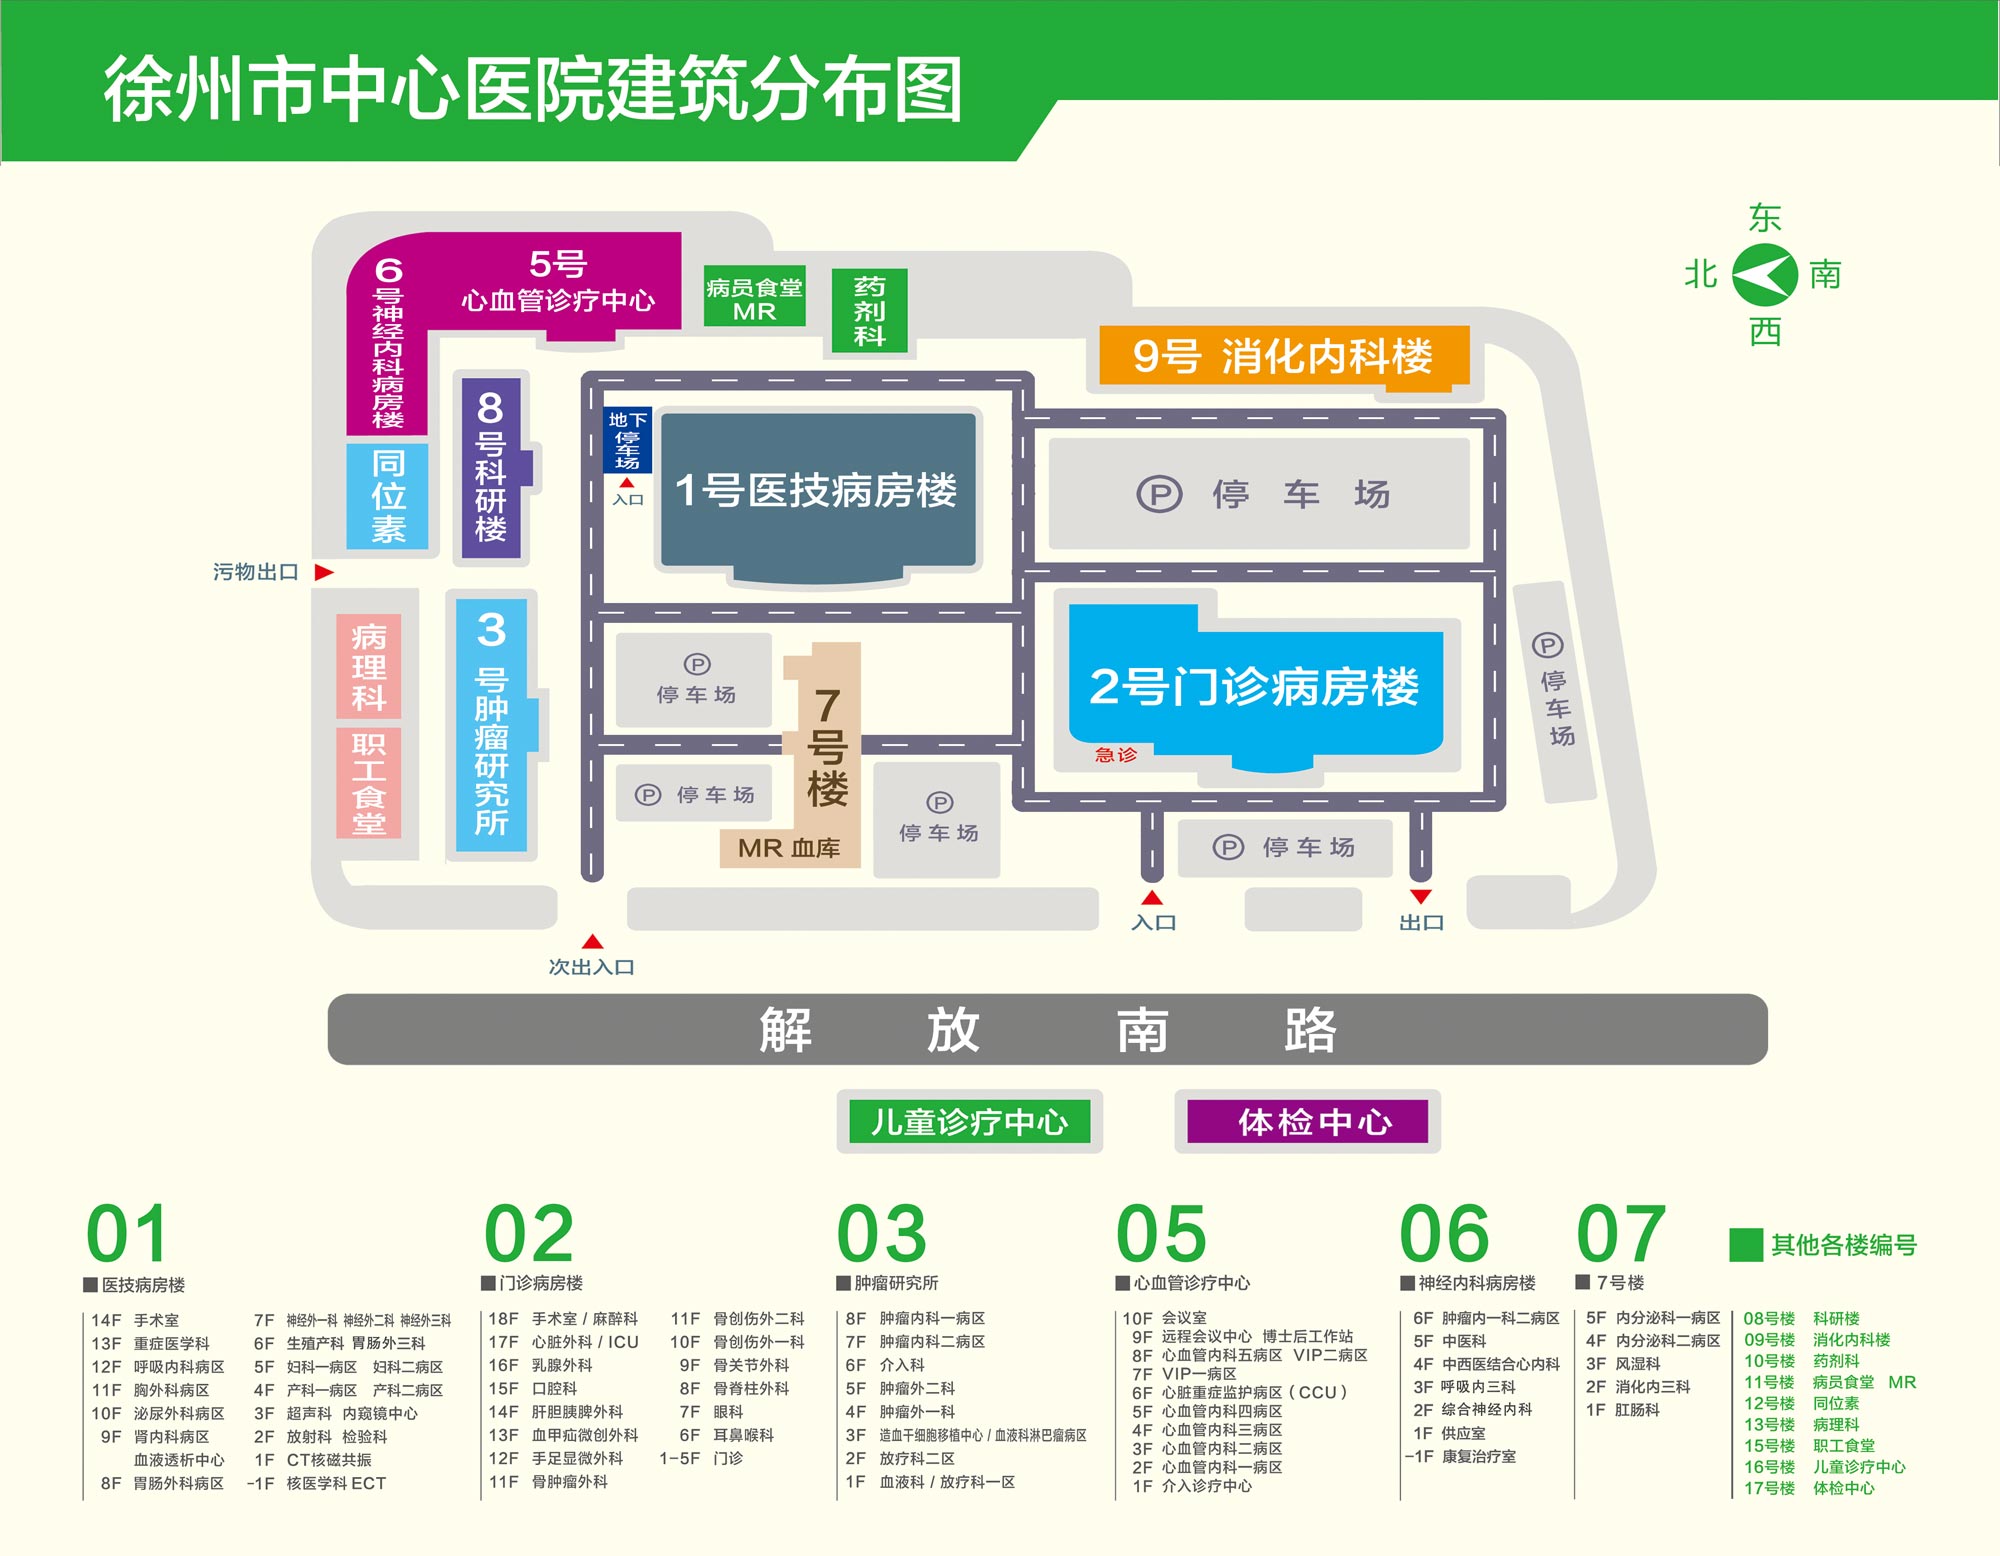 徐州市中心医院建筑分布图
东
北 南
西
6号神经内科病房楼
5号
心血管诊疗中心
病员食堂
MR
药剂科
9号 消化内科楼
8号科研楼
同位素
地下
停车场
入口
1号医技病房楼
P 停车场
污物出口
病理科
职工食堂
3号肿瘤研究所
P
停车场
7号楼
P 停车场
MR 血库
P
停车场
2号门诊病房楼
急诊
P
停车场
P 停车场
入口
出口
次出入口
解放南路
儿童诊疗中心
体检中心
01
医技病房楼
14F 手术室
13F 重症医学科
12F 呼吸内科病区
11F 胸外科病区
10F 泌尿外科病区
9F 肾内科病区
血液透析中心
8F 胃肠外科病区
7F 神经外一科 神经外二科 神经外三科
6F 生殖产科 胃肠外三科
5F 妇科一病区 妇科二病区
4F 产科一病区 产科二病区
3F 超声科 内窥镜中心
2F 放射科 检验科
1F CT核磁共振
-1F 核医学科 ECT
02
门诊病房楼
18F 手术室 / 麻醉科
17F 心脏外科 / ICU
16F 乳腺外科
15F 口腔科
14F 肝胆胰脾外科
13F 血甲疝微创外科
12F 手足显微外科
11F 骨肿瘤外科
11F 骨创伤外二科
10F 骨创伤外一科
9F 骨关节外科
8F 骨脊柱外科
7F 眼科
6F 耳鼻喉科
1-5F 门诊
03
肿瘤研究所
8F 肿瘤内科一病区
7F 肿瘤内科二病区
6F 介入科
5F 肿瘤外二科
4F 肿瘤外一科
3F 造血干细胞移植中心 / 血液科淋巴瘤病区
2F 放疗科二区
1F 血液科 / 放疗科一区
05
心血管诊疗中心
10F 会议室
9F 远程会议中心 博士后工作站
8F 心血管内科五病区 VIP二病区
7F VIP一病区
6F 心脏重症监护病区（CCU）
5F 心血管内科四病区
4F 心血管内科三病区
3F 心血管内科二病区
2F 心血管内科一病区
1F 介入诊疗中心
06
神经内科病房楼
6F 肿瘤内一科二病区
5F 中医科
4F 中西医结合心内科
3F 呼吸内三科
2F 综合神经内科
1F 供应室
-1F 康复治疗室
07
7号楼
5F 内分泌科一病区
4F 内分泌科二病区
3F 风湿科
2F 消化内三科
1F 肛肠科
其他各楼编号
08号楼 科研楼
09号楼 消化内科楼
10号楼 药剂科
11号楼 病员食堂 MR
12号楼 同位素
13号楼 病理科
15号楼 职工食堂
16号楼 儿童诊疗中心
17号楼 体检中心